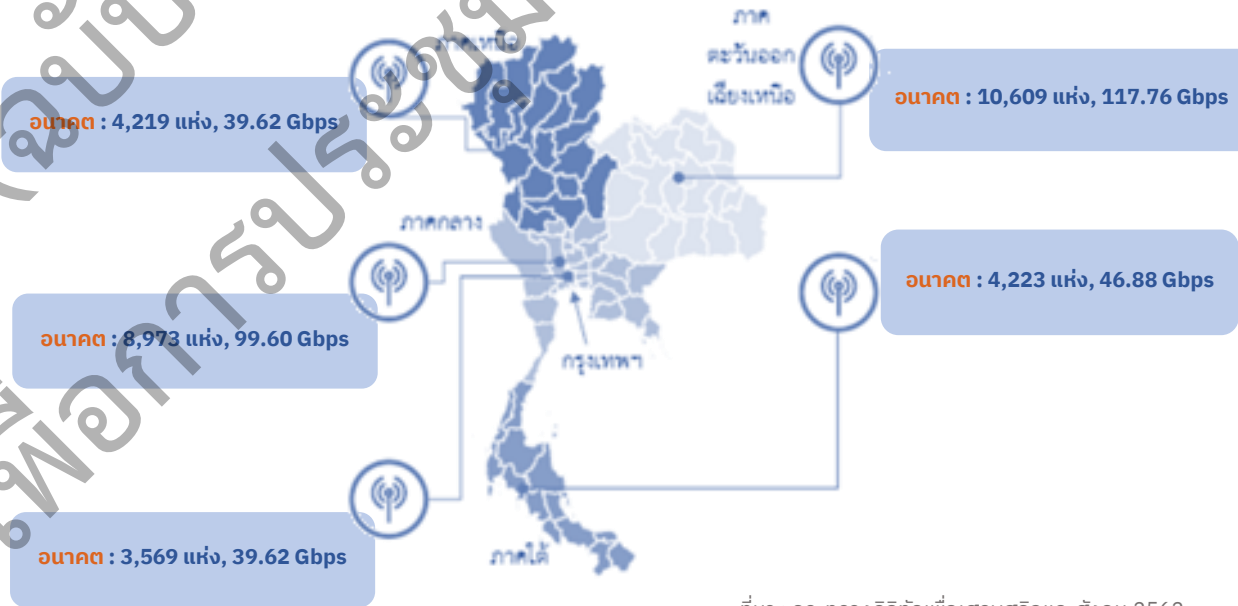 ภาคเหนือ
ภาค
ตะวันออก
เฉียงเหนือ
อนาคต : 4,219 แห่ง, 39.62 Gbps
อนาคต : 10,609 แห่ง, 117.76 Gbps
ภาคกลาง
อนาคต : 4,223 แห่ง, 46.88 Gbps
อนาคต : 8,973 แห่ง, 99.60 Gbps
กรุงเทพฯ
อนาคต : 3,569 แห่ง, 39.62 Gbps
ภาคใต้